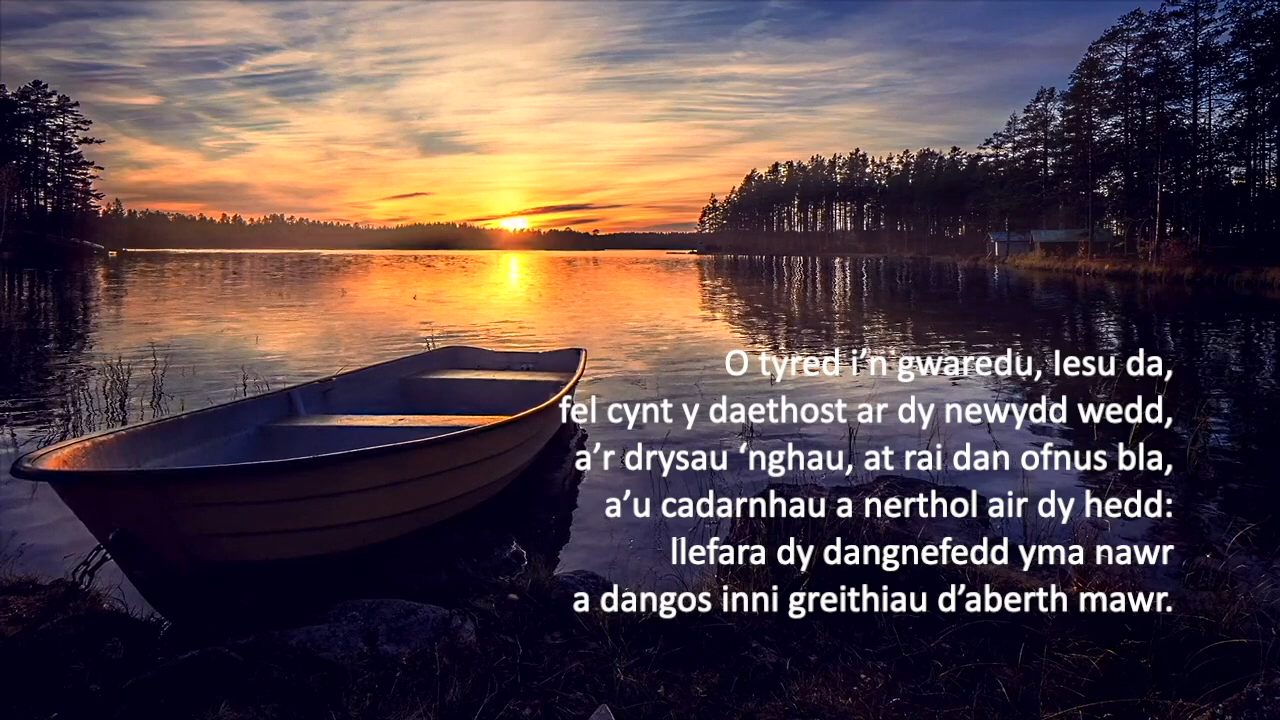 O tyred i’n gwaredu, Iesu da,
fel cynt y daethost ar dy newydd wedd,
a’r drysau ‘nghau, at rai dan ofnus bla,
a’u cadarnhau a nerthol air dy hedd:
llefara dy dangnefedd yma nawr
a dangos inni greithiau d’aberth mawr.